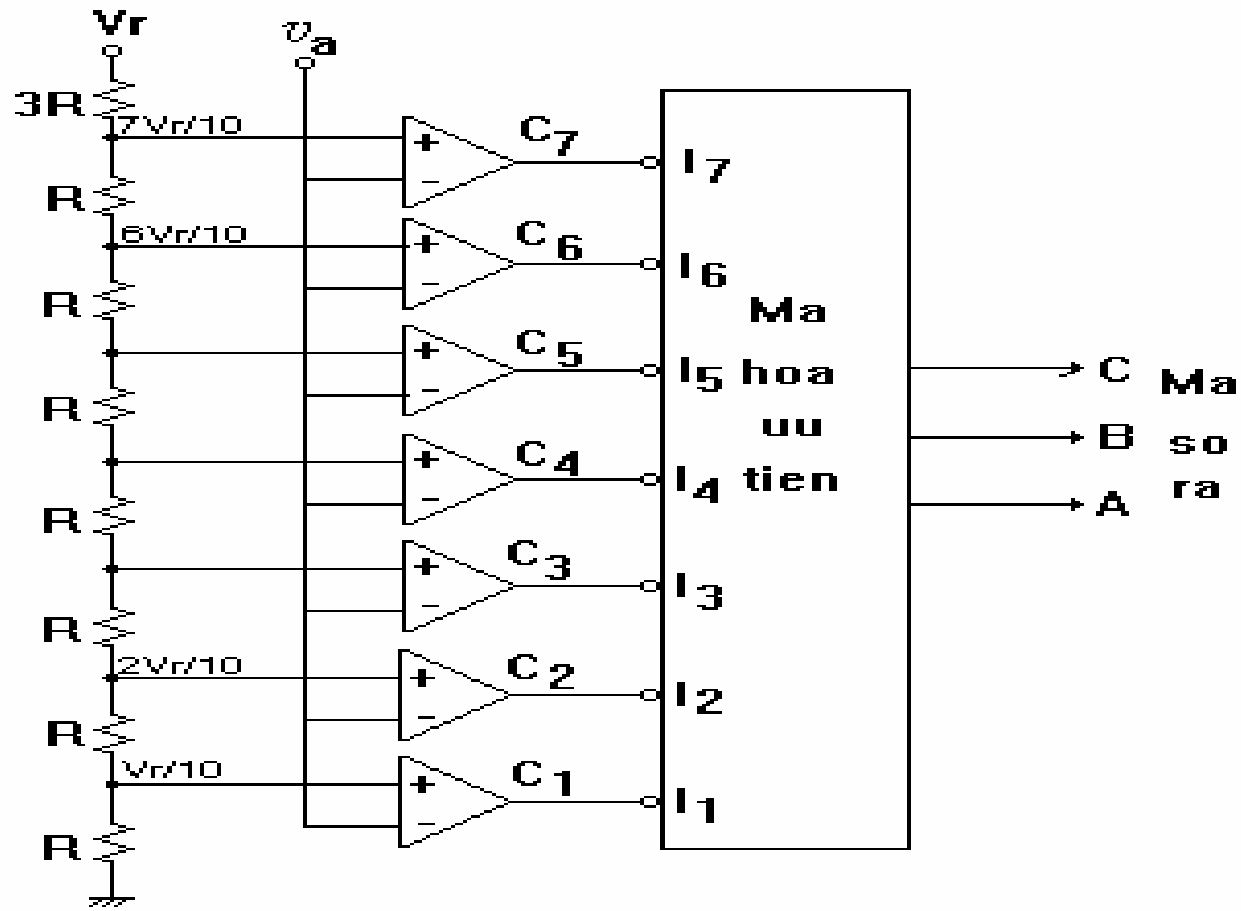 Vr
va
3R
7Vr/10
C7
I7
R
6Vr/10
C6
I6
R
C5
I5
R
C4
I4
R
C3
I3
R
2Vr/10
C2
I2
R
Vr/10
C1
I1
R
+
−
+
−
+
−
+
−
+
−
+
−
+
−
Ma
hoa
uu
tien
C
B
A
Ma
so
ra